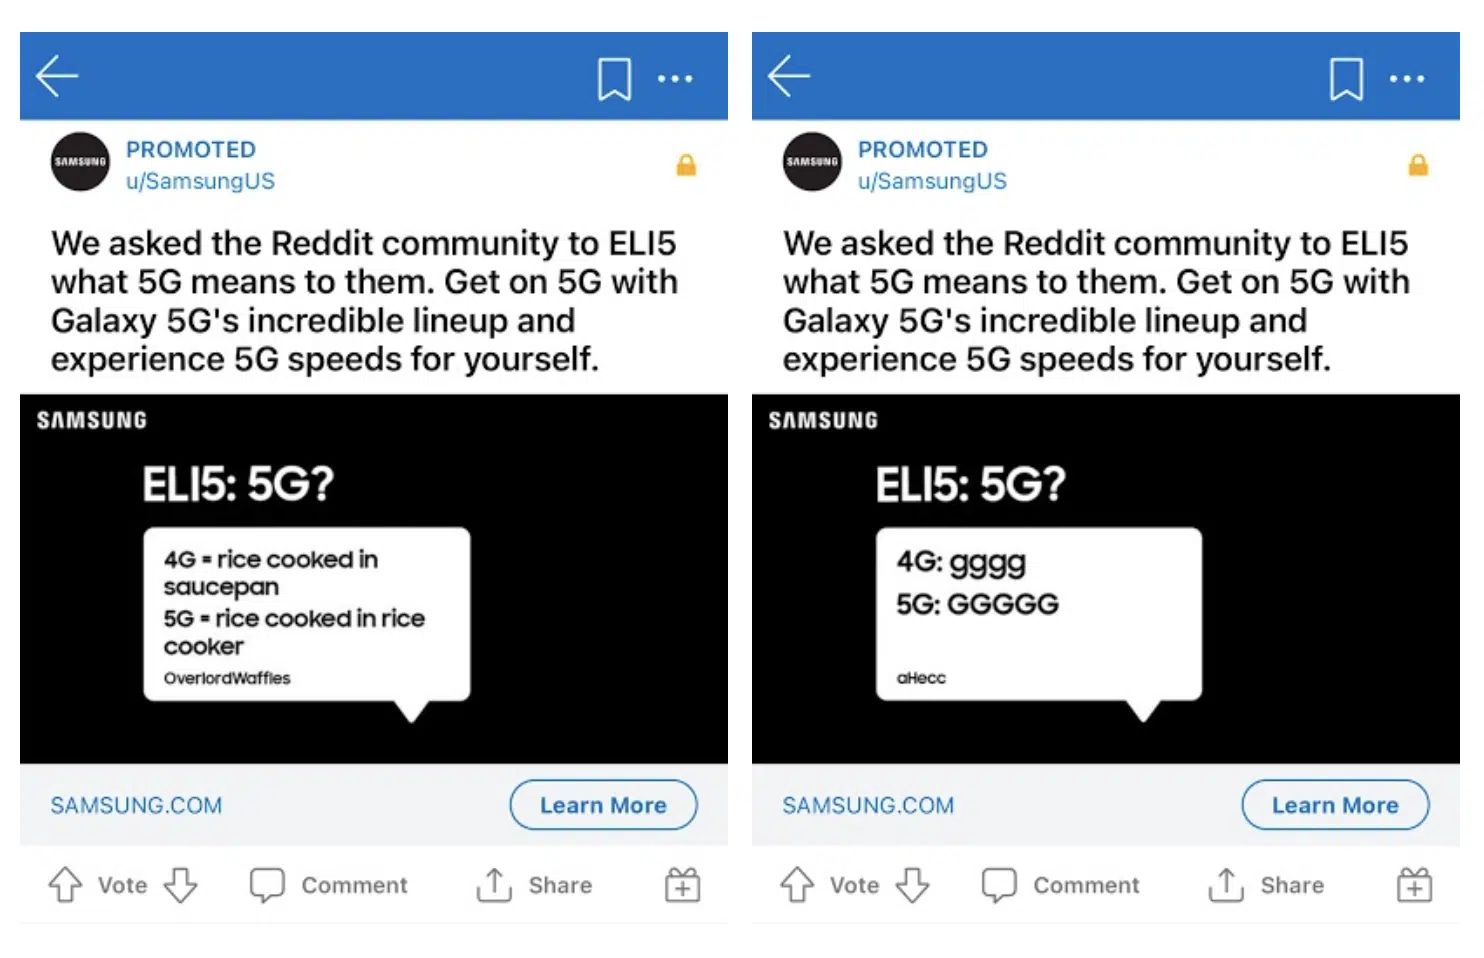 SAMSUNG
PROMOTED
u/SamsungUS
We asked the Reddit community to ELI5
what 5G means to them. Get on 5G with
Galaxy 5G's incredible lineup and
experience 5G speeds for yourself.
SAMSUNG
ELI5: 5G?
4G = rice cooked in
saucepan
5G = rice cooked in rice
cooker
OverlordWaffles
SAMSUNG.COM
Learn More
Vote
Comment
Share
SAMSUNG
PROMOTED
u/SamsungUS
We asked the Reddit community to ELI5
what 5G means to them. Get on 5G with
Galaxy 5G's incredible lineup and
experience 5G speeds for yourself.
SAMSUNG
ELI5: 5G?
4G: gggg
5G: GGGGG
aHecc
SAMSUNG.COM
Learn More
Vote
Comment
Share